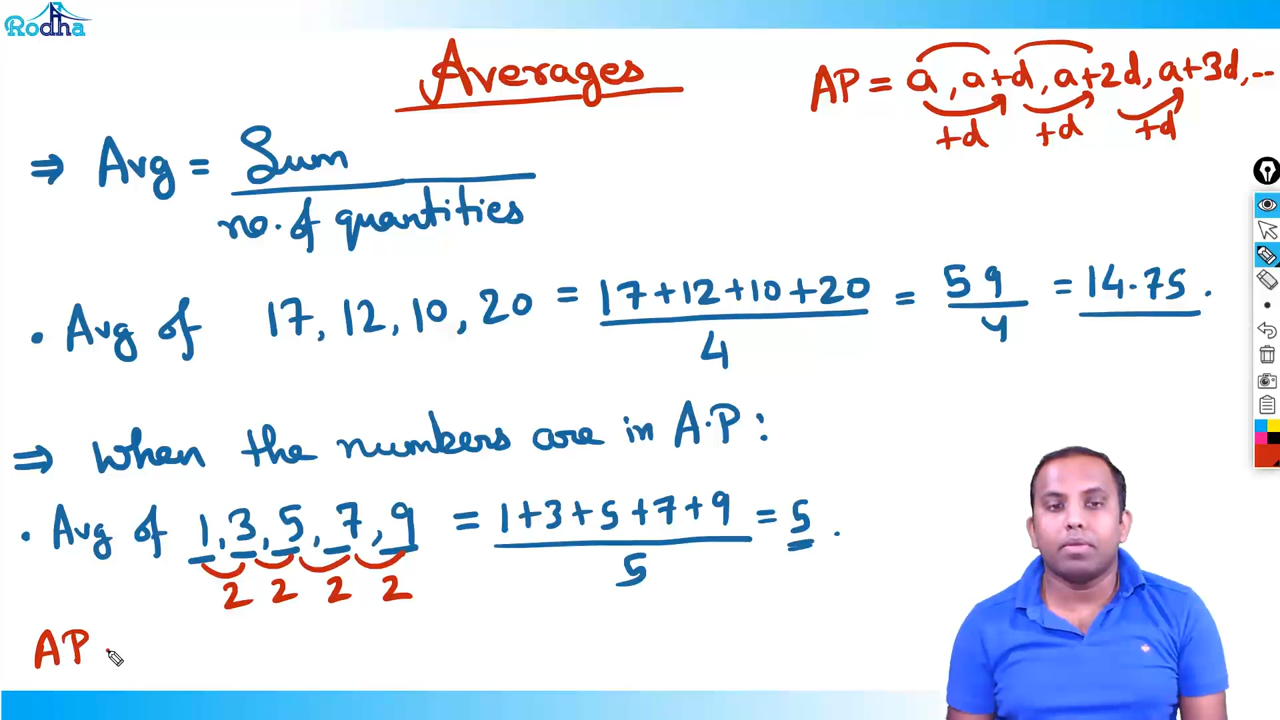 Rodha
Averages
AP = a, a+d, a+2d, a+3d, ...
+d +d +d
⇒ Avg = Sum / no. of quantities
• Avg of 17, 12, 10, 20 = 17+12+10+20 / 4 = 59 / 4 = 14.75.
⇒ When the numbers are in A.P:
• Avg of 1, 3, 5, 7, 9 = 1+3+5+7+9 / 5 = 5.
2 2 2 2
AP